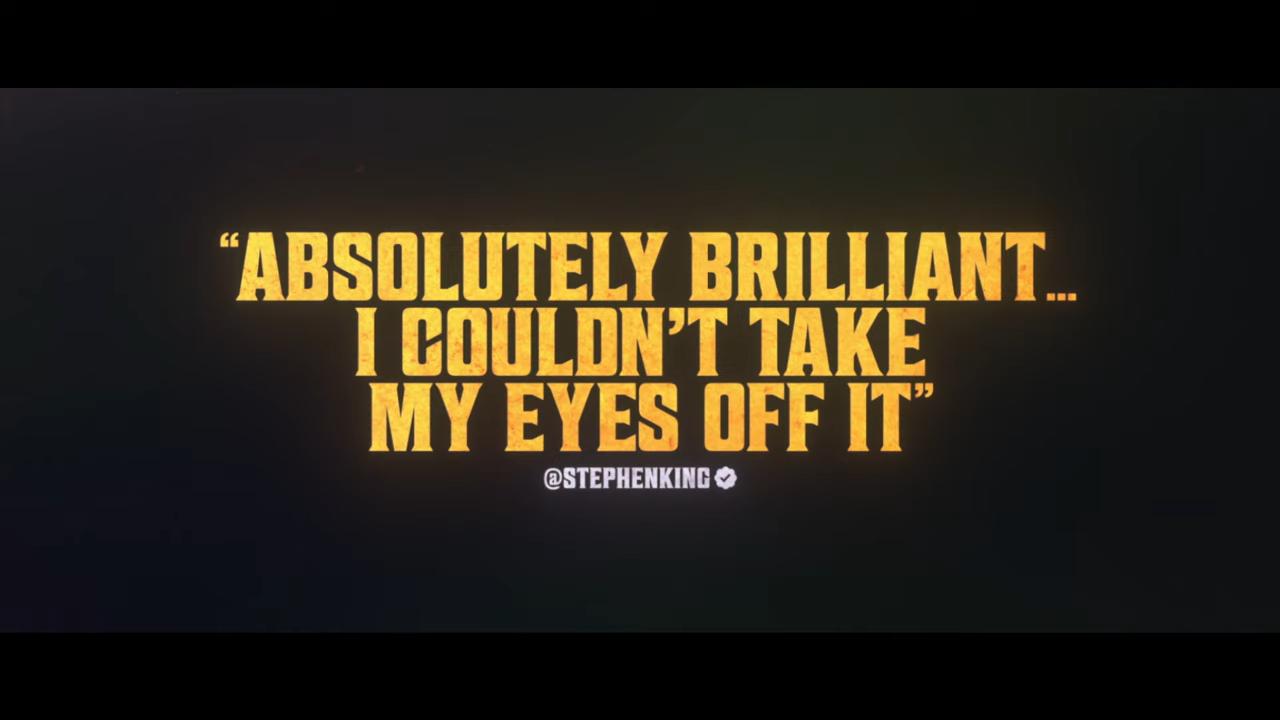 “ABSOLUTELY BRILLIANT...
I COULDN’T TAKE
MY EYES OFF IT”
@STEPHENKING